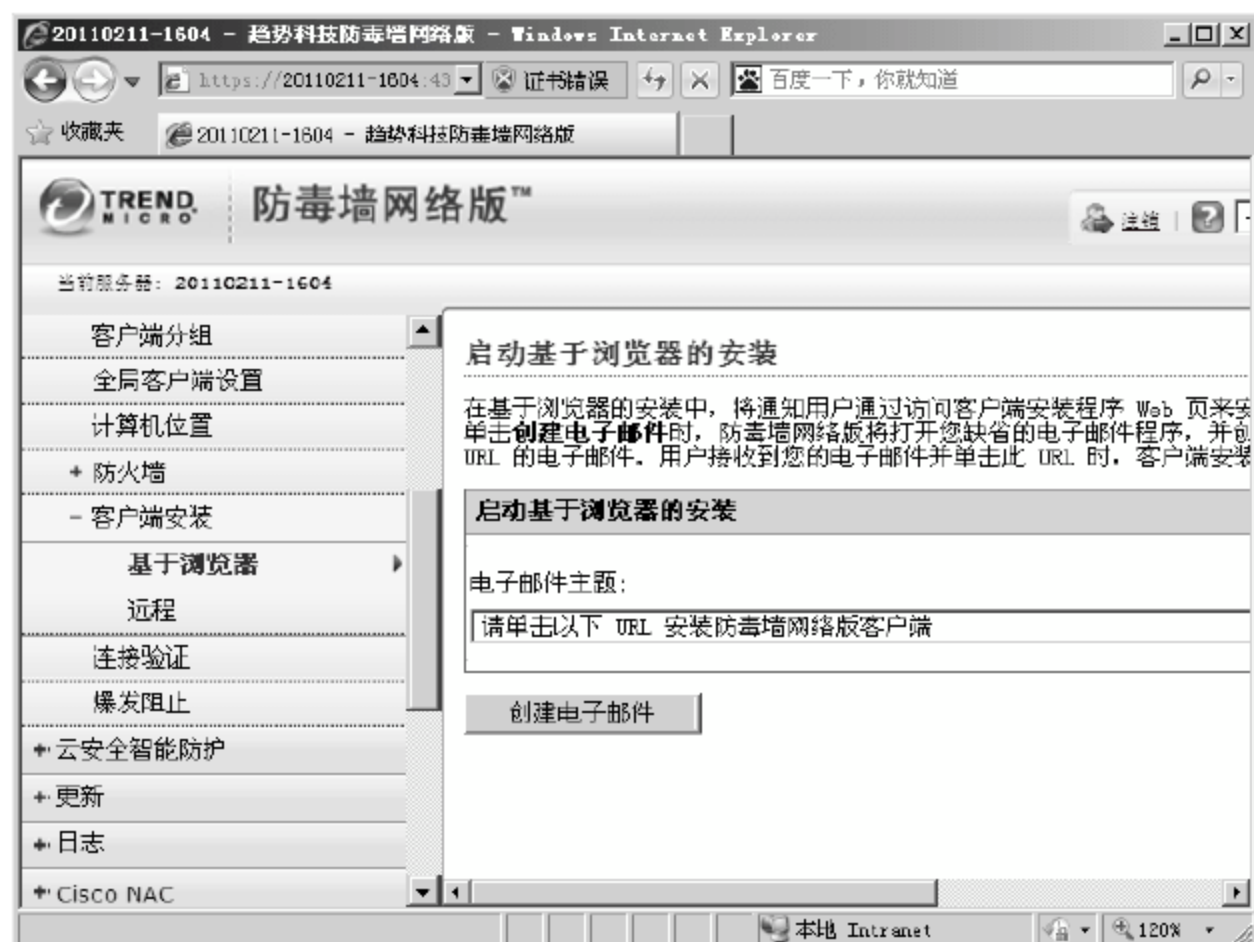 20110211-1604 - 趋势科技防毒墙网络版 - Windows Internet Explorer
https://20110211-1604:43
证书错误
百度一下，你就知道
收藏夹
20110211-1604 - 趋势科技防毒墙网络版
TREND MICRO
防毒墙网络版™
注销
当前服务器: 20110211-1604
客户端分组
全局客户端设置
计算机位置
+ 防火墙
- 客户端安装
基于浏览器
远程
连接验证
爆发阻止
+ 云安全智能防护
+ 更新
+ 日志
+ Cisco NAC
启动基于浏览器的安装
在基于浏览器的安装中，将通知用户通过访问客户端安装程序 Web 页来安
单击创建电子邮件时，防毒墙网络版将打开您缺省的电子邮件程序，并创
URL 的电子邮件。用户接收到您的电子邮件并单击此 URL 时，客户端安装
启动基于浏览器的安装
电子邮件主题:
请单击以下 URL 安装防毒墙网络版客户端
创建电子邮件
本地 Intranet
120%